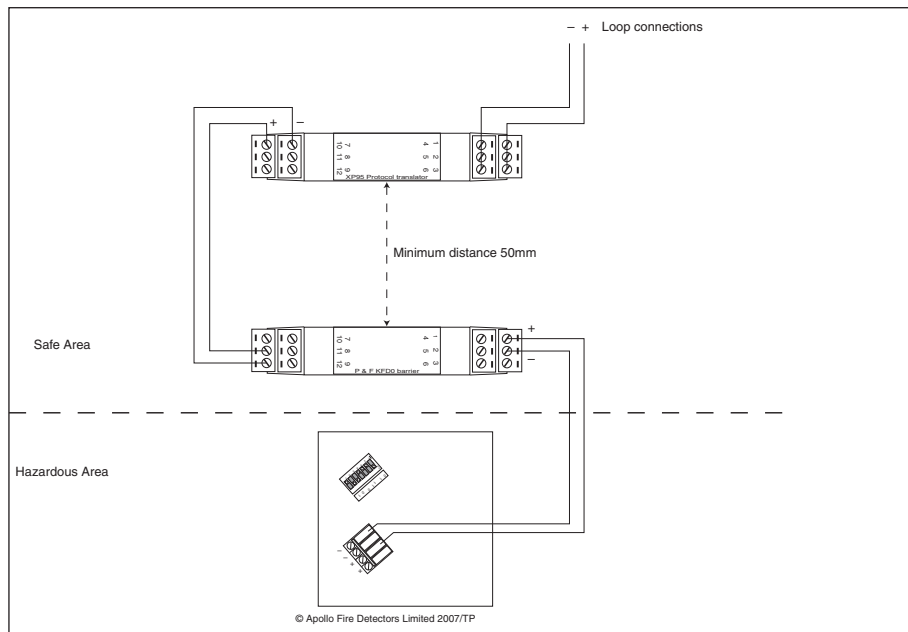 – + Loop connections
+ –
10 7 4 1
11 8 5 2
12 9 6 3
XP95 Protocol translator
Minimum distance 50mm
+
10 7 4 1
11 8 5 2
–
12 9 6 3
P & F KFD0 barrier
Safe Area
Hazardous Area
–
–
+
+
© Apollo Fire Detectors Limited 2007/TP